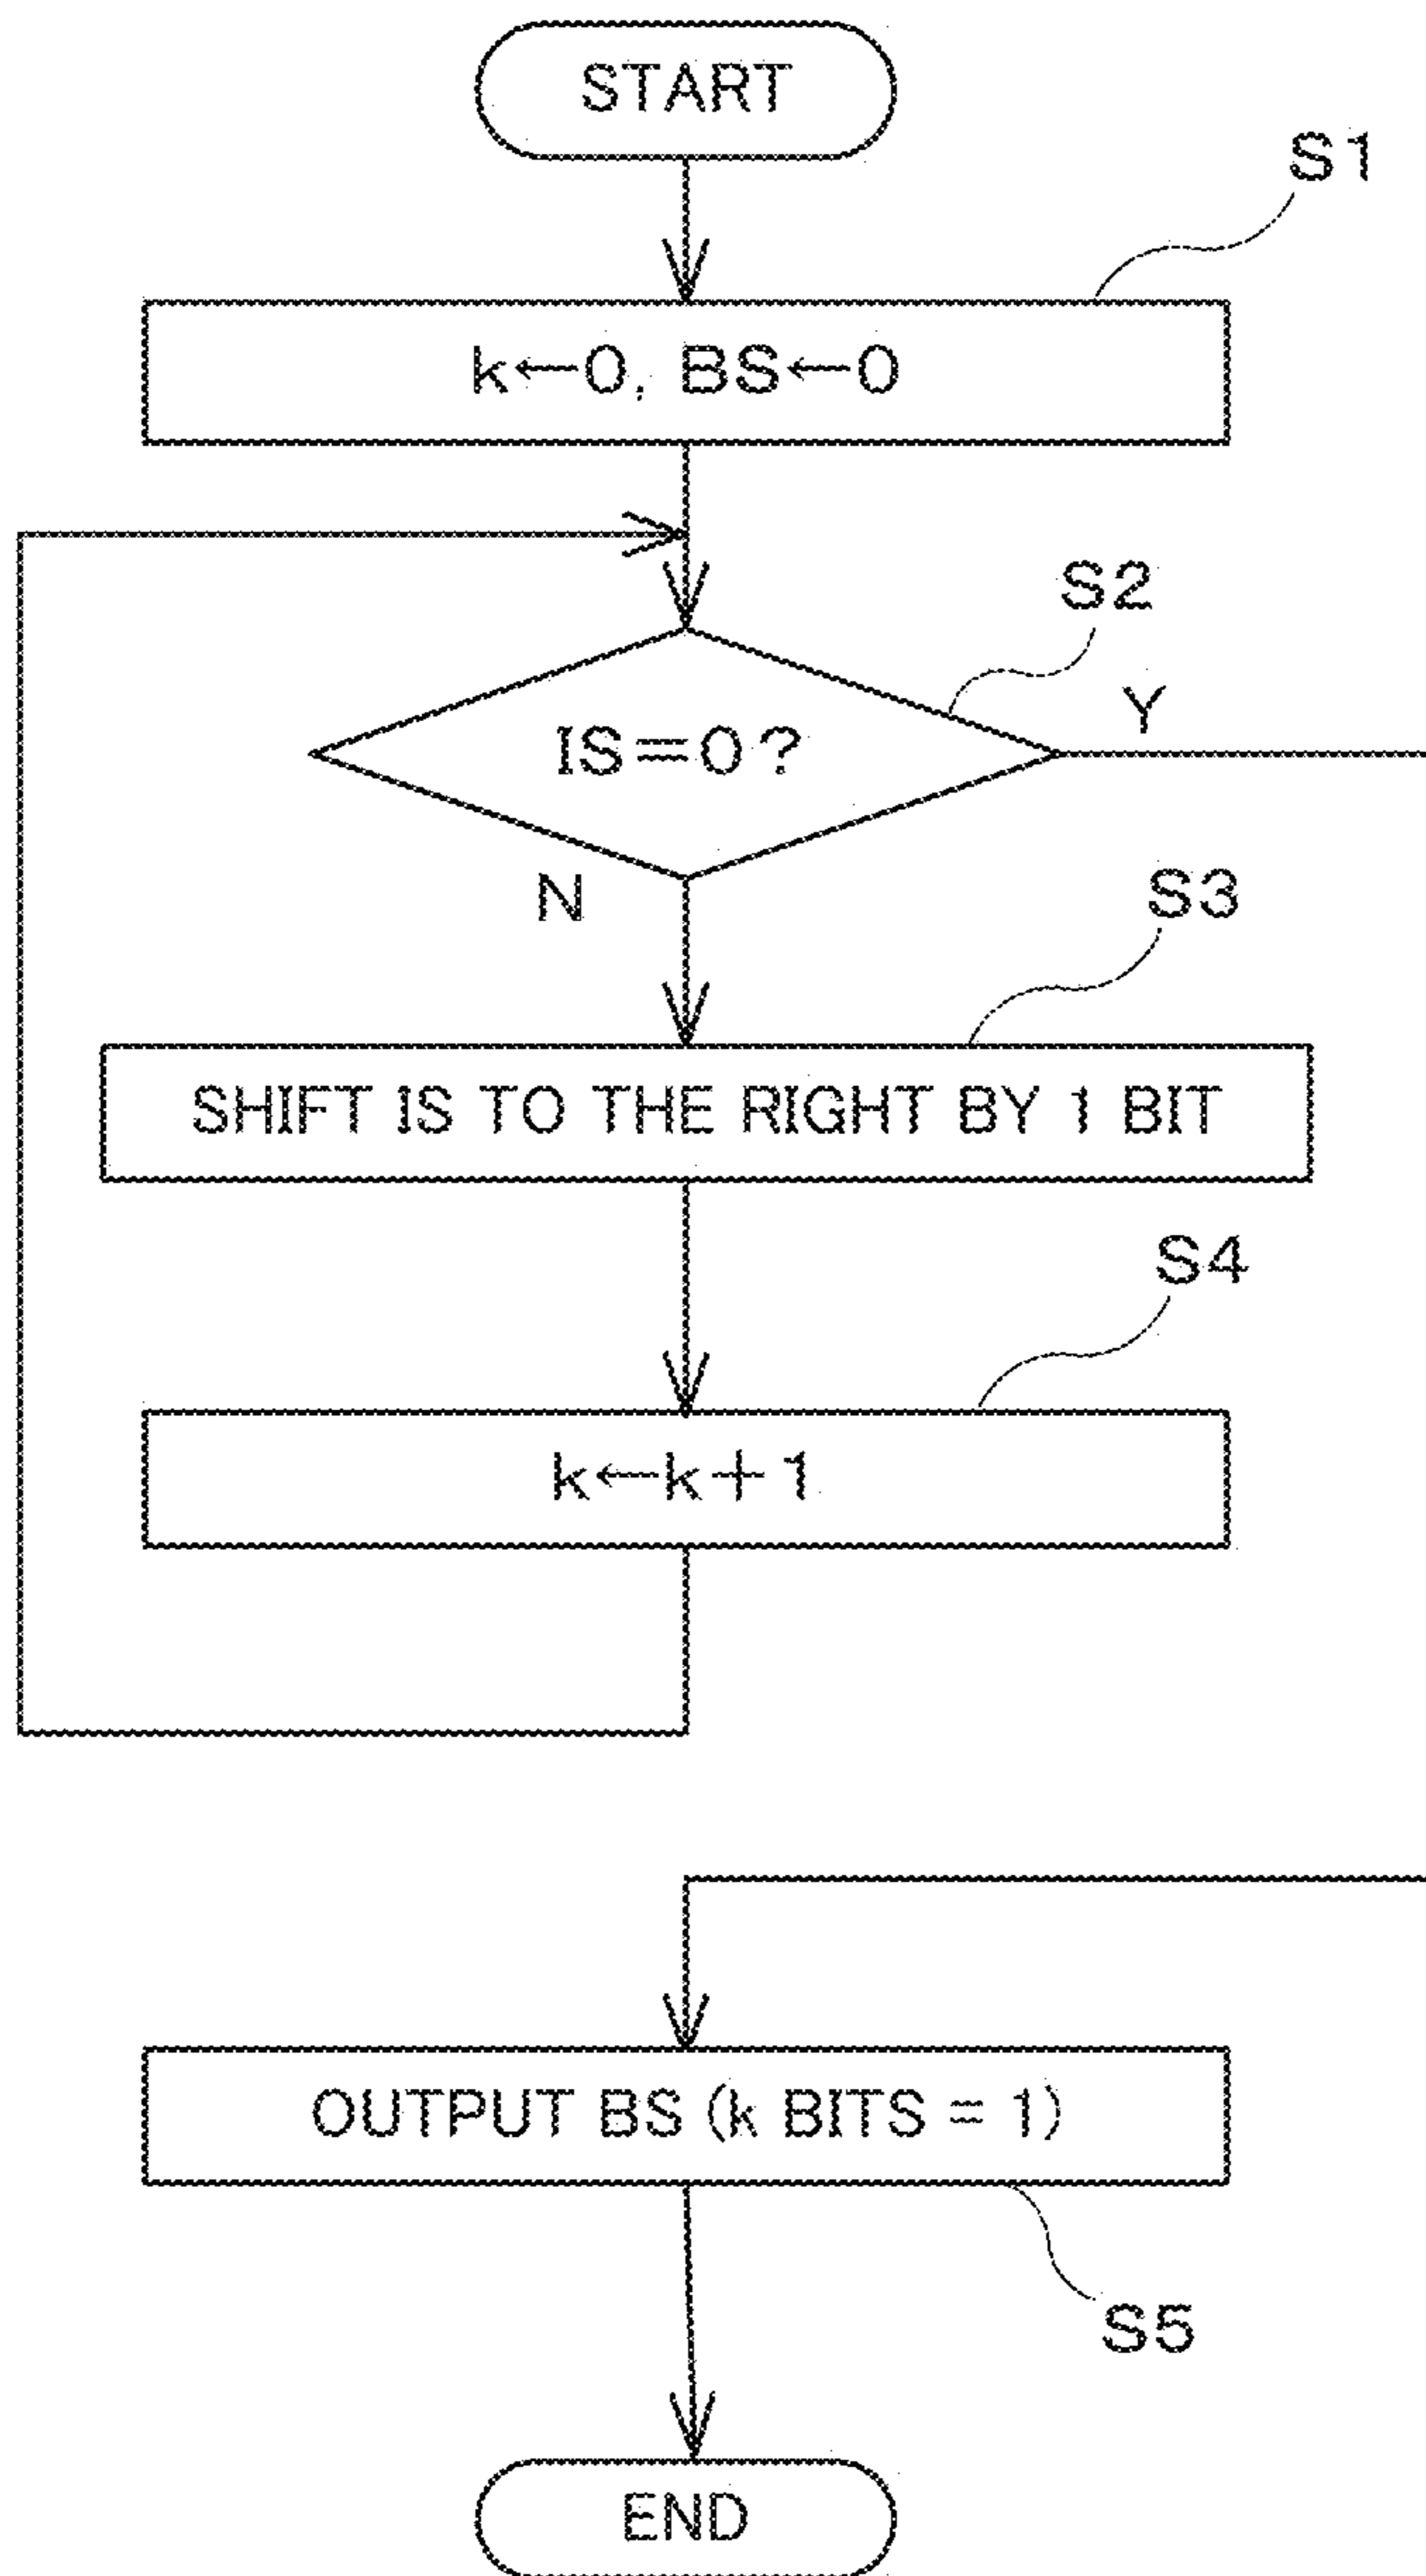 START
S1
k←0, BS←0
S2
Y
IS=0?
N
S3
SHIFT IS TO THE RIGHT BY 1 BIT
S4
k←k+1
OUTPUT BS (k BITS = 1)
S5
END